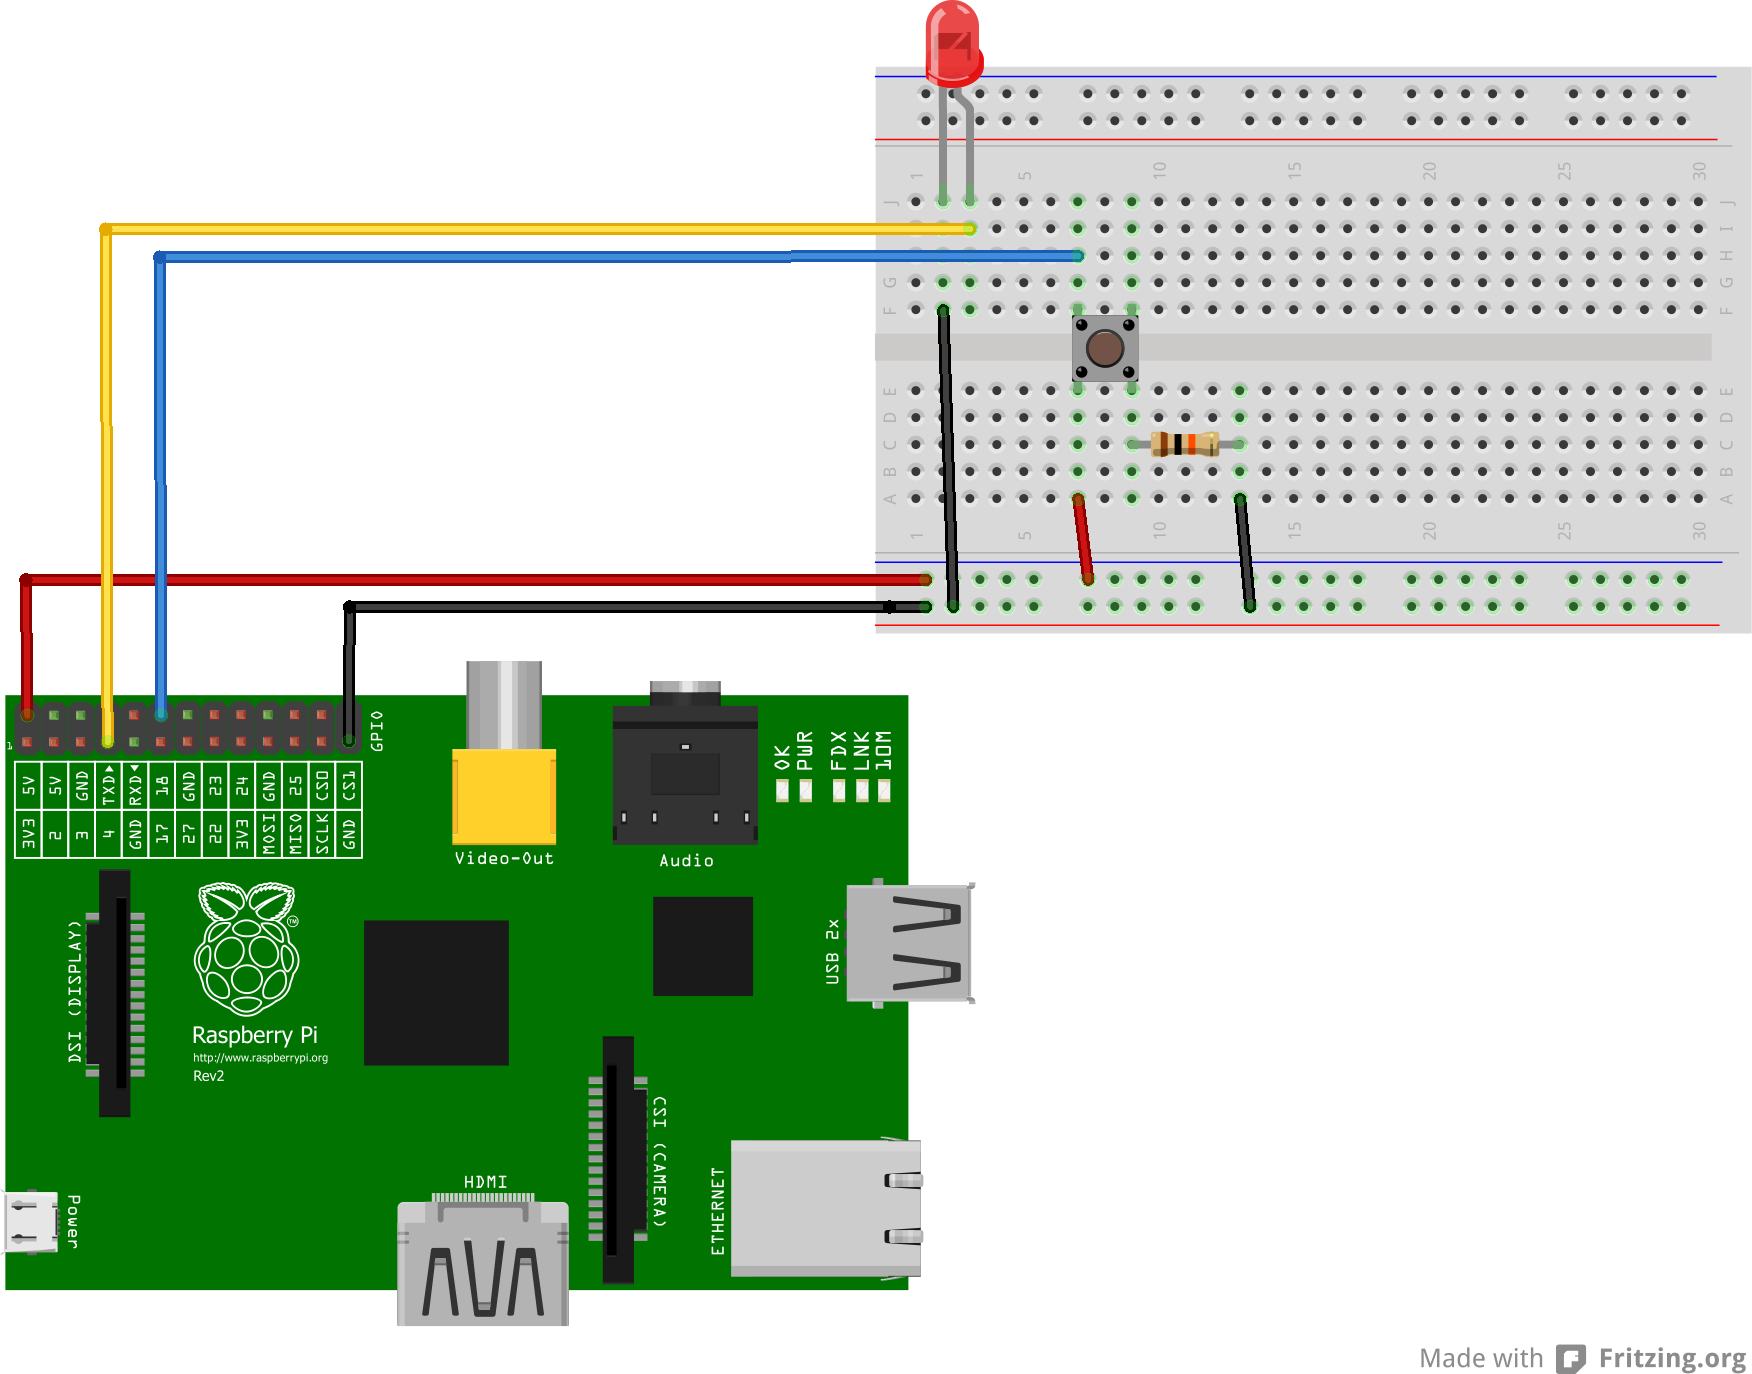 1 5 10 15 20 25 30
J J
I I
H
G G
F F
E E
D D
C C
B B
A A
1 5 10 15 20 25 30
1
GPIO
5V 5V GND TXD RXD 18 GND 23 24 GND 25 CS0 CS1
3V3 2 3 4 GND 17 27 22 3V3 MOSI MISO SCLK GND
OK PWR FDX LNK 10M
Video-Out
Audio
DSI (DISPLAY)
USB 2x
TM
Raspberry Pi
http://www.raspberrypi.org
Rev2
CSI (CAMERA)
ETHERNET
HDMI
Power
Made with Fritzing.org